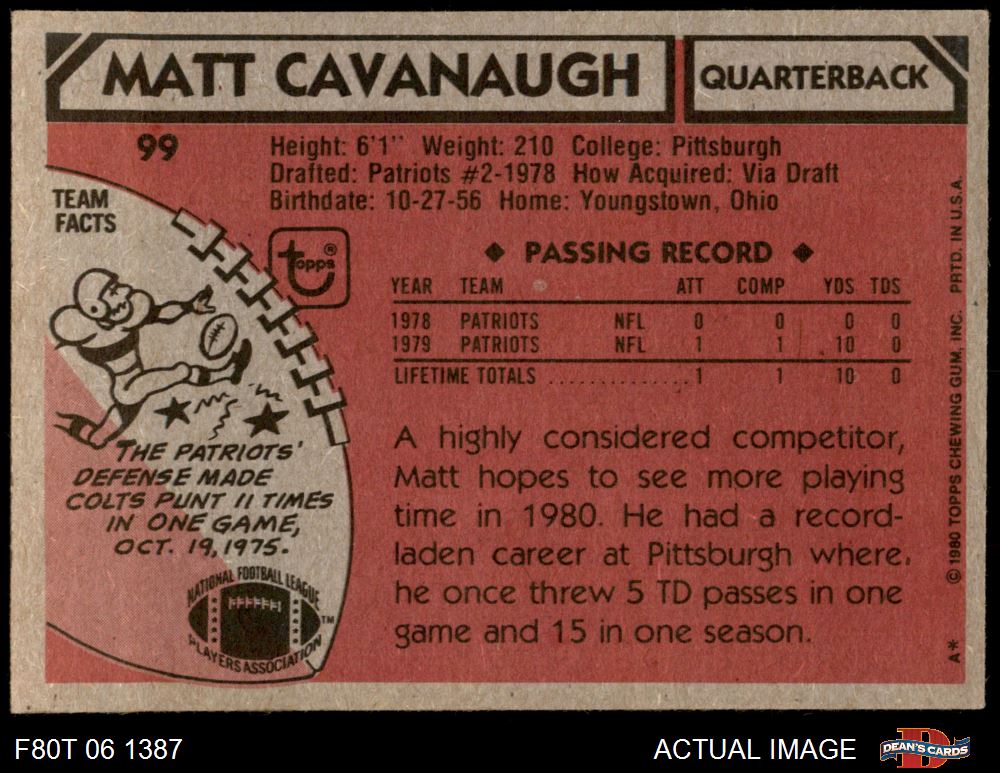 MATT CAVANAUGH
QUARTERBACK
99
Height: 6'1" Weight: 210 College: Pittsburgh
Drafted: Patriots #2-1978 How Acquired: Via Draft
Birthdate: 10-27-56 Home: Youngstown, Ohio
TEAM
FACTS
topps®
◆ PASSING RECORD ◆
YEAR TEAM ATT COMP YDS TDS
1978 PATRIOTS NFL 0 0 0 0
1979 PATRIOTS NFL 1 1 10 0
LIFETIME TOTALS ................ 1 1 10 0
THE PATRIOTS'
DEFENSE MADE
COLTS PUNT 11 TIMES
IN ONE GAME,
OCT. 19, 1975.
NATIONAL FOOTBALL LEAGUE
PLAYERS ASSOCIATION
TM
A highly considered competitor,
Matt hopes to see more playing
time in 1980. He had a record-
laden career at Pittsburgh where
he once threw 5 TD passes in one
game and 15 in one season.
A* © 1980 TOPPS CHEWING GUM, INC. PRTD. IN U.S.A.
F80T 06 1387
ACTUAL IMAGE
DEAN'S CARDS